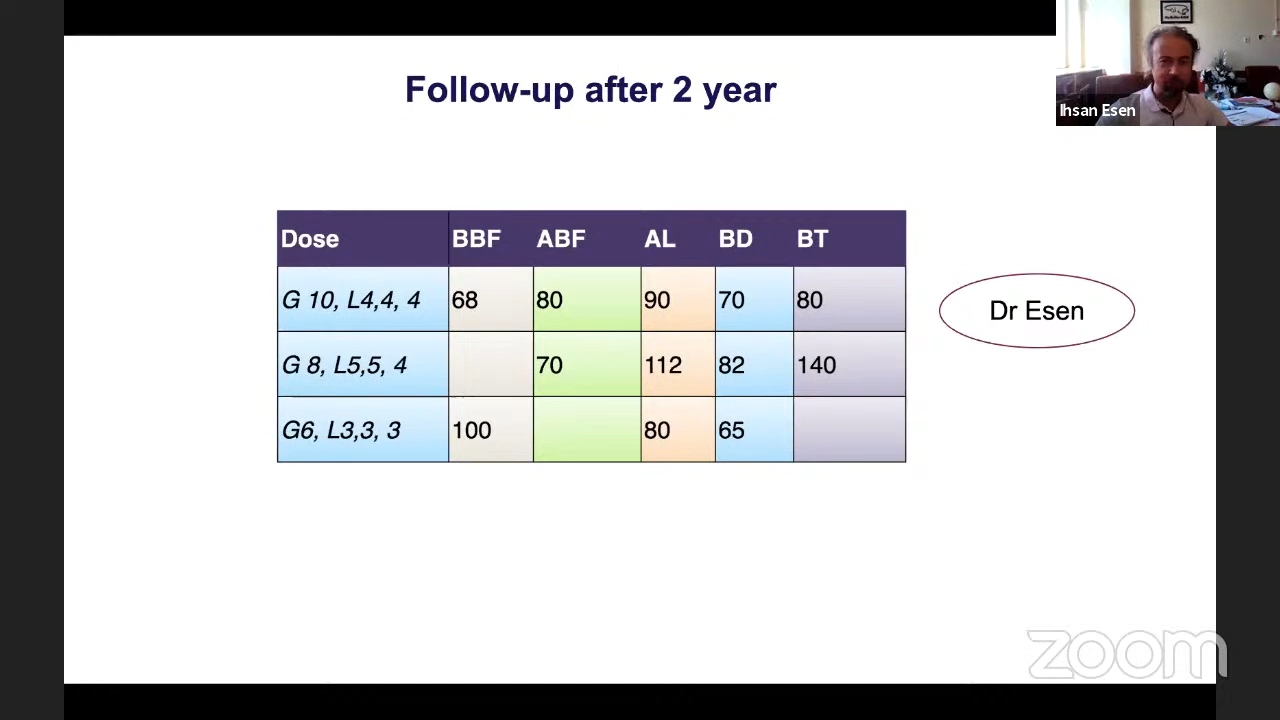 Follow-up after 2 year
Ihsan Esen
Dose BBF ABF AL BD BT
G 10, L4,4, 4 68 80 90 70 80
G 8, L5,5, 4 70 112 82 140
G6, L3,3, 3 100 80 65
Dr Esen
zoom